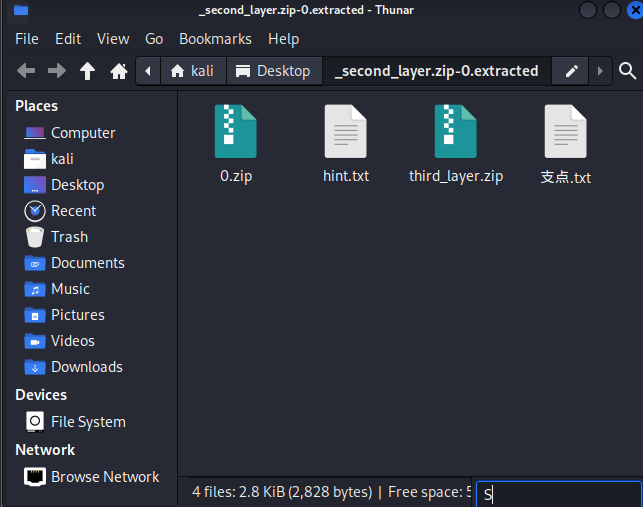 _second_layer.zip-0.extracted - Thunar
File Edit View Go Bookmarks Help
kali Desktop _second_layer.zip-0.extracted
Places
Computer
kali
Desktop
Recent
Trash
Documents
Music
Pictures
Videos
Downloads
Devices
File System
Network
Browse Network
0.zip hint.txt third_layer.zip 支点.txt
4 files: 2.8 KiB (2,828 bytes) | Free space: 5
S